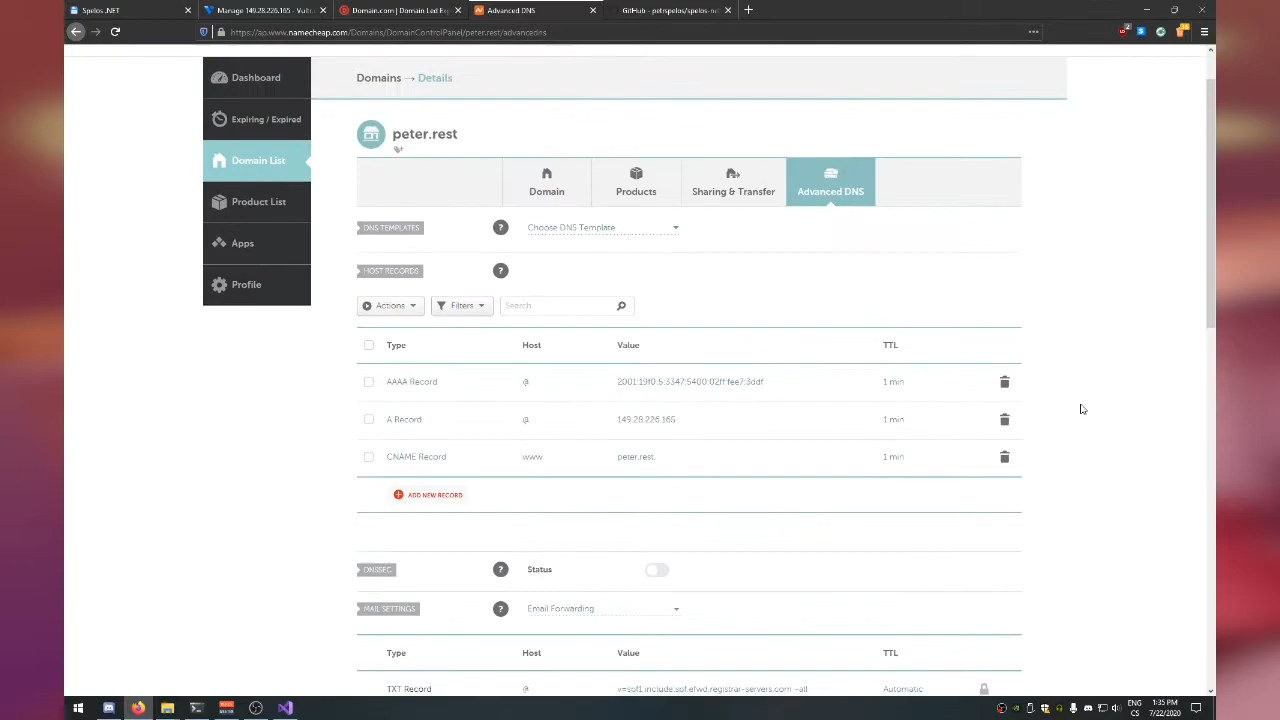 Spelos .NET
Manage 149.28.226.165 - Vultr.
Domain.com | Domain Led Exp
Advanced DNS
GitHub - petrspelos/spelos-net
https://ap.www.namecheap.com/Domains/DomainControlPanel/peter.rest/advanceddns
Dashboard
Expiring / Expired
Domain List
Product List
Apps
Profile
Domains → Details
peter.rest
Domain
Products
Sharing & Transfer
Advanced DNS
DNS TEMPLATES
?
Choose DNS Template
HOST RECORDS
?
Actions
Filters
Search
Type Host Value TTL
AAAA Record @ 2001:19f0:5:3347:5400:02ff:fee7:3ddf 1 min
A Record @ 149.28.226.165 1 min
CNAME Record www peter.rest. 1 min
ADD NEW RECORD
DNSSEC
?
Status
MAIL SETTINGS
?
Email Forwarding
Type Host Value TTL
TXT Record @ v=spf1 include:spf.efwd.registrar-servers.com ~all Automatic
ENG
CS
1:35 PM
7/22/2020